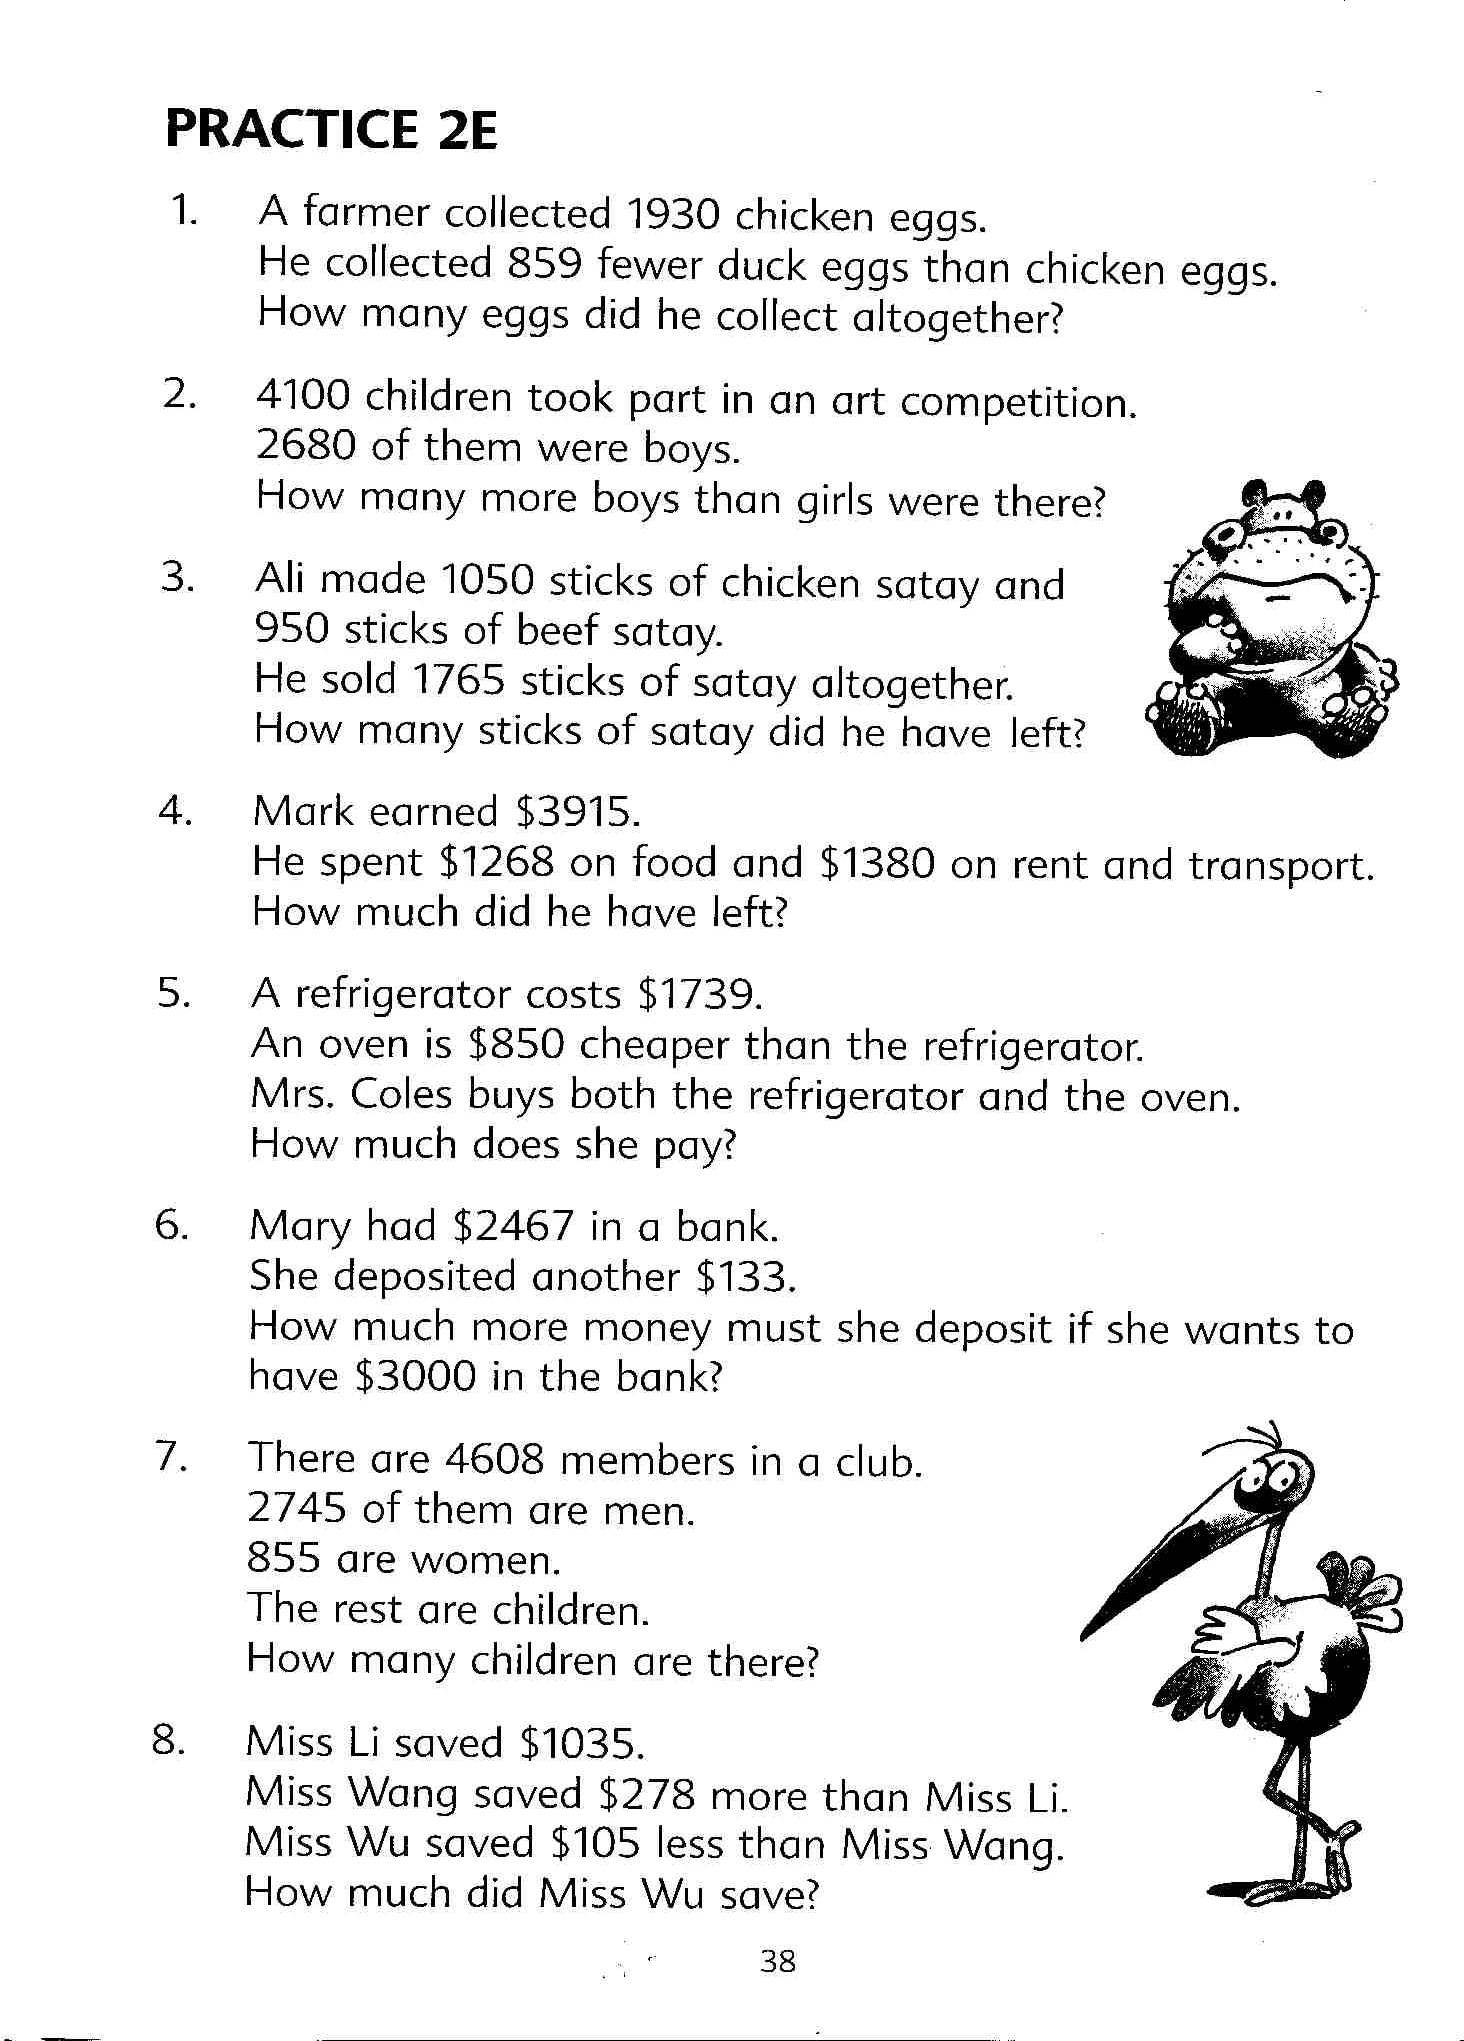 PRACTICE 2E
1. A farmer collected 1930 chicken eggs.
He collected 859 fewer duck eggs than chicken eggs.
How many eggs did he collect altogether?
2. 4100 children took part in an art competition.
2680 of them were boys.
How many more boys than girls were there?
3. Ali made 1050 sticks of chicken satay and
950 sticks of beef satay.
He sold 1765 sticks of satay altogether.
How many sticks of satay did he have left?
4. Mark earned $3915.
He spent $1268 on food and $1380 on rent and transport.
How much did he have left?
5. A refrigerator costs $1739.
An oven is $850 cheaper than the refrigerator.
Mrs. Coles buys both the refrigerator and the oven.
How much does she pay?
6. Mary had $2467 in a bank.
She deposited another $133.
How much more money must she deposit if she wants to
have $3000 in the bank?
7. There are 4608 members in a club.
2745 of them are men.
855 are women.
The rest are children.
How many children are there?
8. Miss Li saved $1035.
Miss Wang saved $278 more than Miss Li.
Miss Wu saved $105 less than Miss Wang.
How much did Miss Wu save?
38